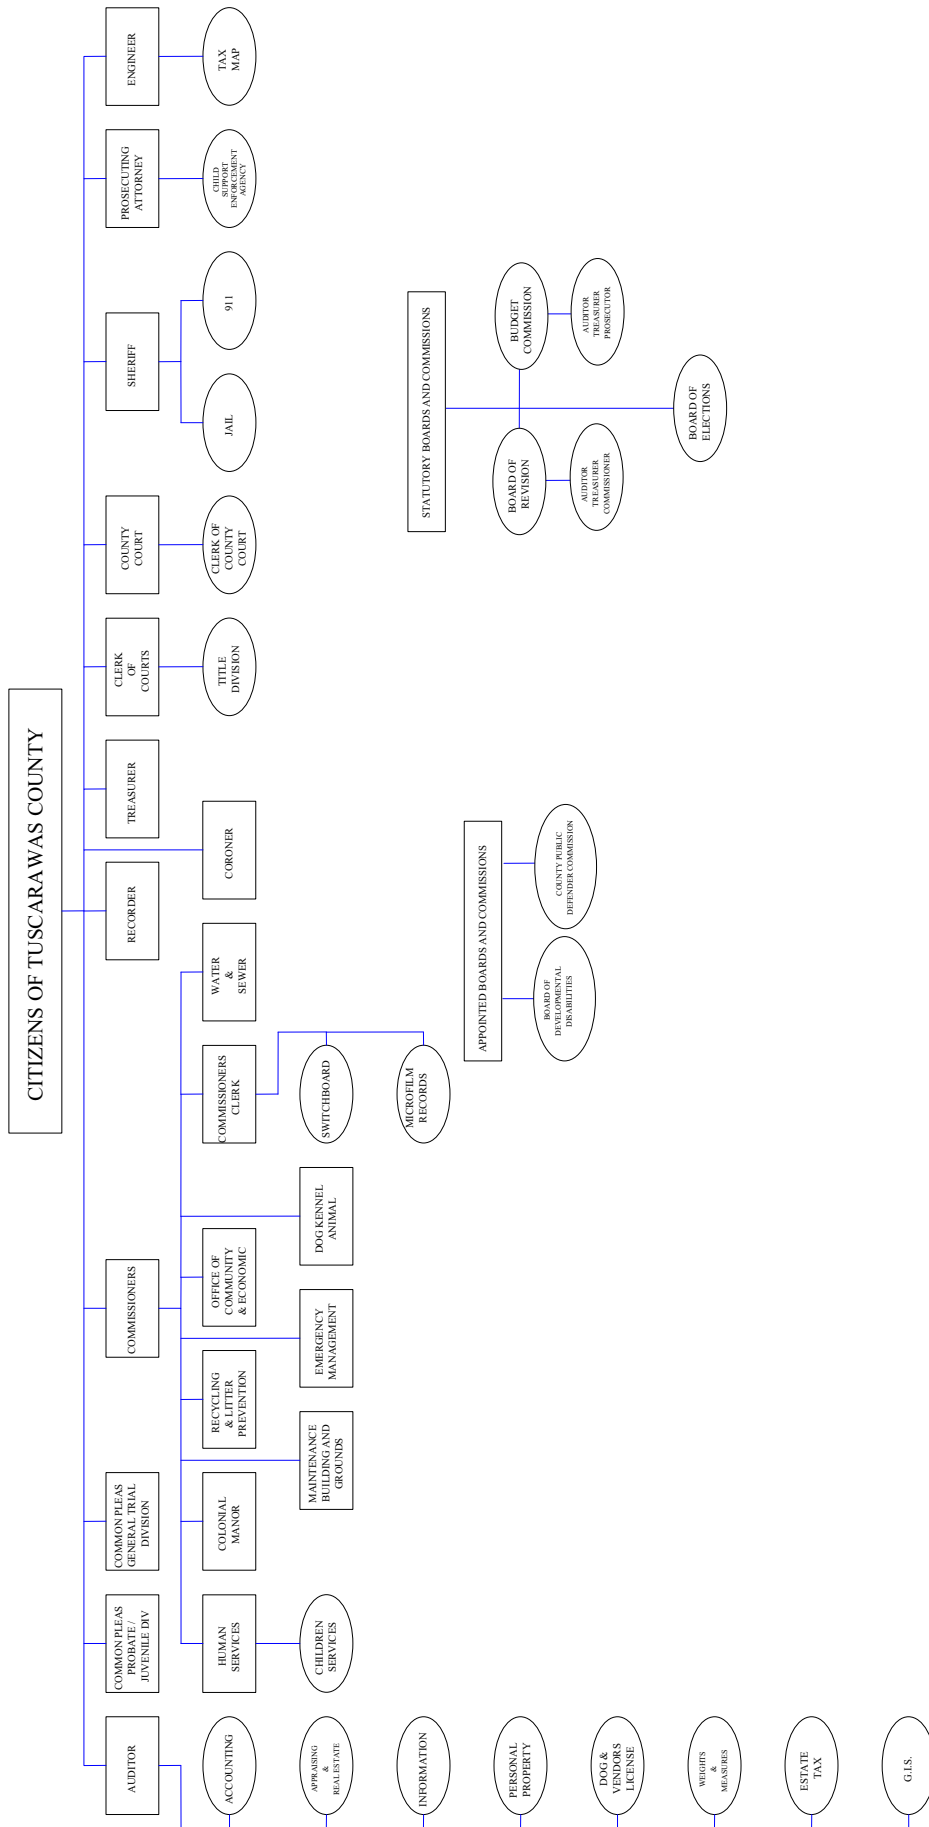 CITIZENS OF TUSCARAWAS COUNTY
AUDITOR
COMMON PLEAS
PROBATE /
JUVENILE DIV
COMMON PLEAS
GENERAL TRIAL
DIVISION
COMMISSIONERS
RECORDER
TREASURER
CLERK
OF
COURTS
COUNTY
COURT
SHERIFF
PROSECUTING
ATTORNEY
ENGINEER
ACCOUNTING
HUMAN
SERVICES
COLONIAL
MANOR
RECYCLING
& LITTER
PREVENTION
OFFICE OF
COMMUNITY
& ECONOMIC
COMMISSIONERS
CLERK
WATER
&
SEWER
CORONER
TITLE
DIVISION
CLERK OF
COUNTY
COURT
JAIL
911
CHILD
SUPPORT
ENFORCEMENT
AGENCY
TAX
MAP
APPRAISING
&
REAL ESTATE
CHILDREN
SERVICES
MAINTENANCE
BUILDING AND
GROUNDS
EMERGENCY
MANAGEMENT
DOG KENNEL
ANIMAL
SWITCHBOARD
INFORMATION
MICROFILM
RECORDS
STATUTORY BOARDS AND COMMISSIONS
BOARD OF
REVISION
BUDGET
COMMISSION
AUDITOR
TREASURER
COMMISSIONER
AUDITOR
TREASURER
PROSECUTOR
BOARD OF
ELECTIONS
APPOINTED BOARDS AND COMMISSIONS
BOARD OF
DEVELOPMENTAL
DISABILITIES
COUNTY PUBLIC
DEFENDER COMMISSION
PERSONAL
PROPERTY
DOG &
VENDORS
LICENSE
WEIGHTS
&
MEASURES
ESTATE
TAX
G.I.S.